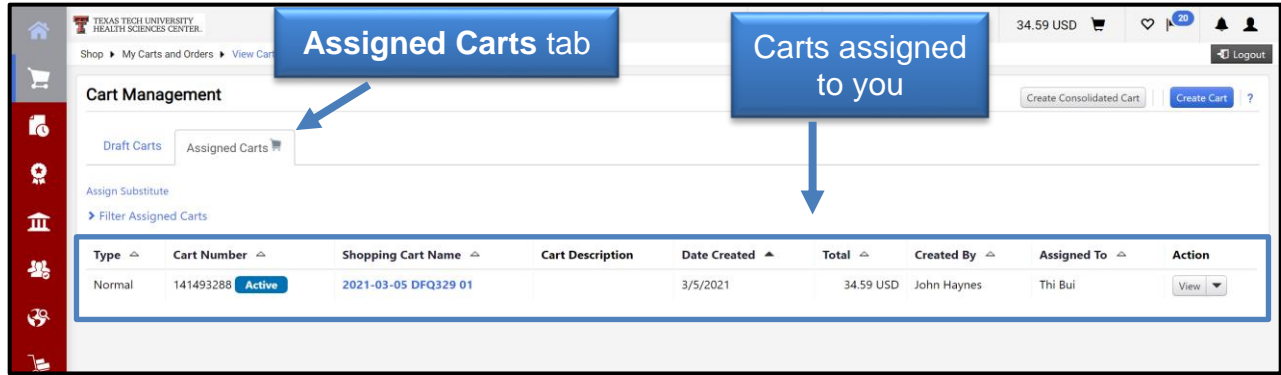 TEXAS TECH UNIVERSITY
HEALTH SCIENCES CENTER.
34.59 USD
20
Shop My Carts and Orders View Cart
Logout
Assigned Carts tab
Carts assigned
to you
Cart Management
Create Consolidated Cart
Create Cart
?
Draft Carts
Assigned Carts
Assign Substitute
Filter Assigned Carts
Type Cart Number Shopping Cart Name Cart Description Date Created Total Created By Assigned To Action
Normal 141493288 Active 2021-03-05 DFQ329 01 3/5/2021 34.59 USD John Haynes Thi Bui View